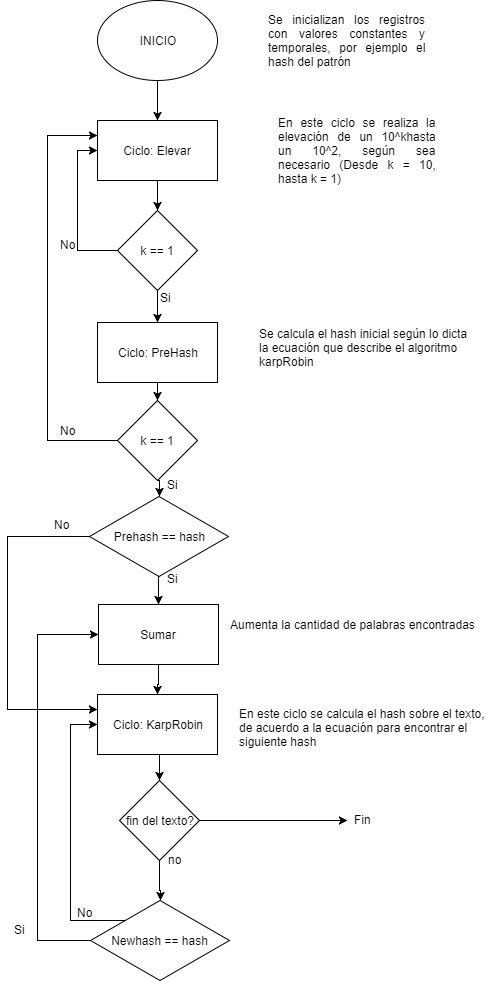 INICIO
Se inicializan los registros
con valores constantes y
temporales, por ejemplo el
hash del patrón
Ciclo: Elevar
En este ciclo se realiza la
elevación de un 10^khasta
un 10^2, según sea
necesario (Desde k = 10,
hasta k = 1)
No
k == 1
Si
Ciclo: PreHash
Se calcula el hash inicial según lo dicta
la ecuación que describe el algoritmo
karpRobin
No
k == 1
Si
No
Prehash == hash
Si
Sumar
Aumenta la cantidad de palabras encontradas
Ciclo: KarpRobin
En este ciclo se calcula el hash sobre el texto,
de acuerdo a la ecuación para encontrar el
siguiente hash
fin del texto?
Fin
no
No
Si
Newhash == hash